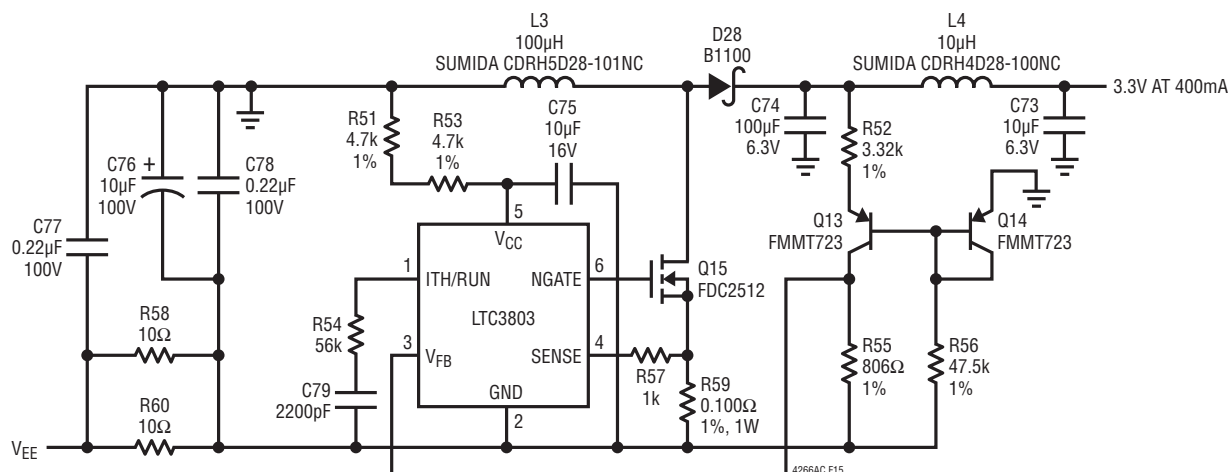 L3
100µH
SUMIDA CDRH5D28-101NC
D28
B1100
L4
10µH
SUMIDA CDRH4D28-100NC
3.3V AT 400mA
R51
4.7k
1%
R53
4.7k
1%
C75
10µF
16V
C74
100µF
6.3V
R52
3.32k
1%
C73
10µF
6.3V
C76
+
10µF
100V
C78
0.22µF
100V
C77
0.22µF
100V
5
VCC
Q13
FMMT723
Q14
FMMT723
1
ITH/RUN
NGATE
6
Q15
FDC2512
LTC3803
R54
56k
3
VFB
SENSE
4
R58
10Ω
R57
1k
R55
806Ω
1%
R56
47.5k
1%
C79
2200pF
GND
2
R59
0.100Ω
1%, 1W
R60
10Ω
VEE
4266AC F15